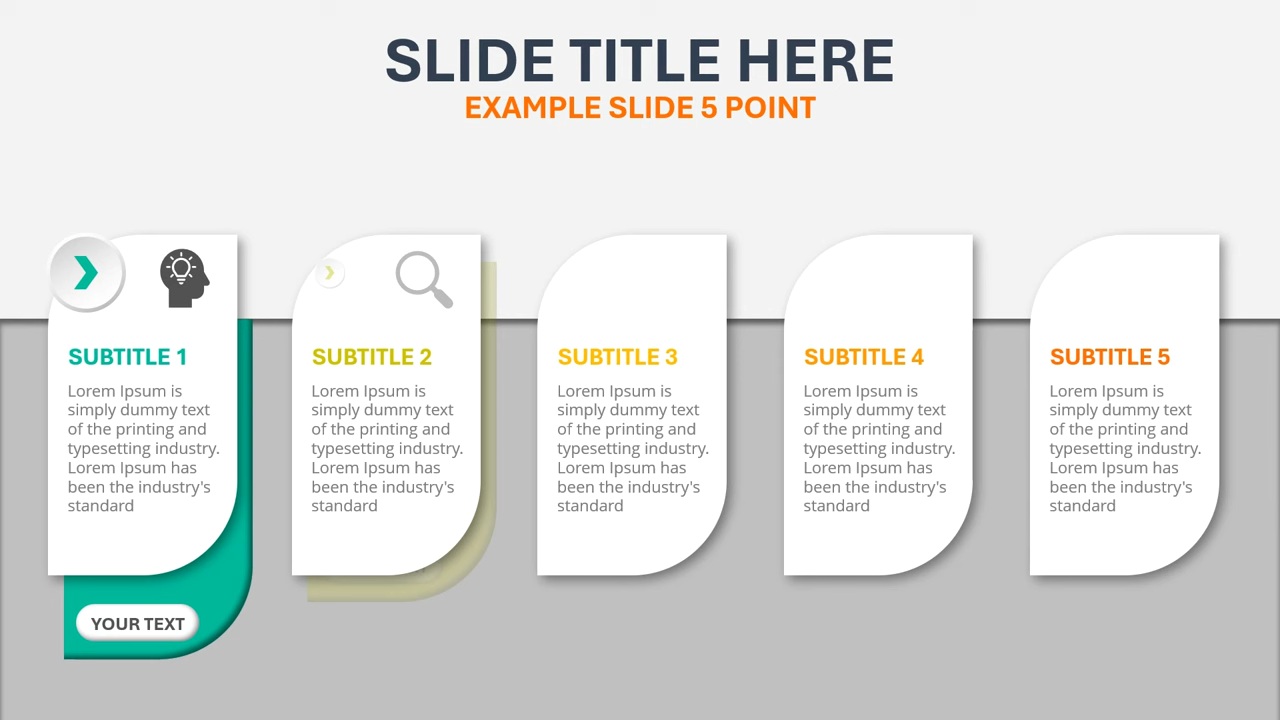 SLIDE TITLE HERE
EXAMPLE SLIDE 5 POINT
SUBTITLE 1
Lorem Ipsum is
simply dummy text
of the printing and
typesetting industry.
Lorem Ipsum has
been the industry's
standard
YOUR TEXT
SUBTITLE 2
Lorem Ipsum is
simply dummy text
of the printing and
typesetting industry.
Lorem Ipsum has
been the industry's
standard
SUBTITLE 3
Lorem Ipsum is
simply dummy text
of the printing and
typesetting industry.
Lorem Ipsum has
been the industry's
standard
SUBTITLE 4
Lorem Ipsum is
simply dummy text
of the printing and
typesetting industry.
Lorem Ipsum has
been the industry's
standard
SUBTITLE 5
Lorem Ipsum is
simply dummy text
of the printing and
typesetting industry.
Lorem Ipsum has
been the industry's
standard